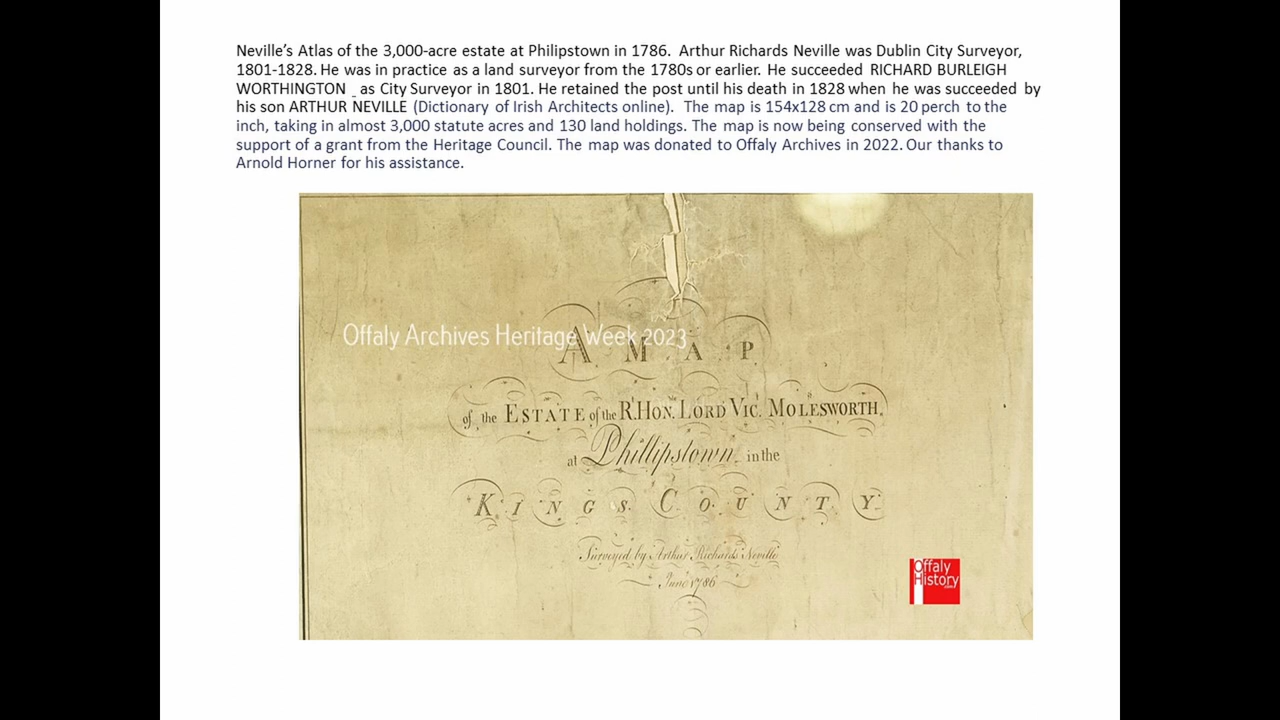 Neville's Atlas of the 3,000-acre estate at Philipstown in 1786. Arthur Richards Neville was Dublin City Surveyor,
1801-1828. He was in practice as a land surveyor from the 1780s or earlier. He succeeded RICHARD BURLEIGH
WORTHINGTON _ as City Surveyor in 1801. He retained the post until his death in 1828 when he was succeeded by
his son ARTHUR NEVILLE (Dictionary of Irish Architects online). The map is 154x128 cm and is 20 perch to the
inch, taking in almost 3,000 statute acres and 130 land holdings. The map is now being conserved with the
support of a grant from the Heritage Council. The map was donated to Offaly Archives in 2022. Our thanks to
Arnold Horner for his assistance.
Offaly Archives Heritage Week 2023
A MAP
of the ESTATE of the Rt. HON. LORD VIC. MOLESWORTH,
at Phillipstown in the
KINGS COUNTY
Surveyed by Arthur Richards Neville
June 1786
Offaly
History
.com